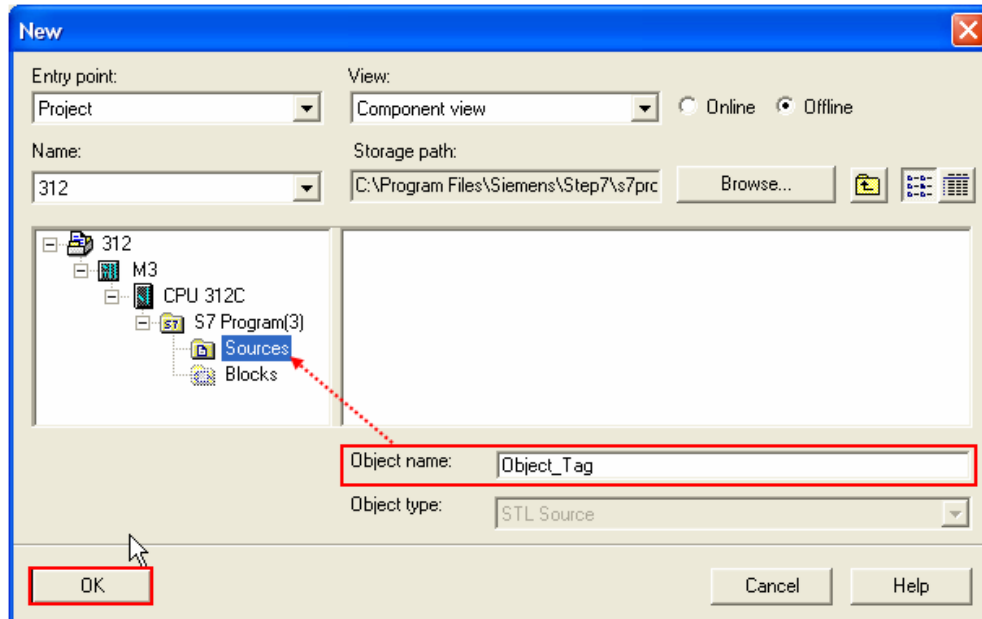 New
Entry point:
View:
Project
Component view
Online
Offline
Name:
Storage path:
312
C:\Program Files\Siemens\Step7\s7prc
Browse...
312
M3
CPU 312C
S7 Program(3)
Sources
Blocks
Object name:
Object_Tag
Object type:
STL Source
OK
Cancel
Help